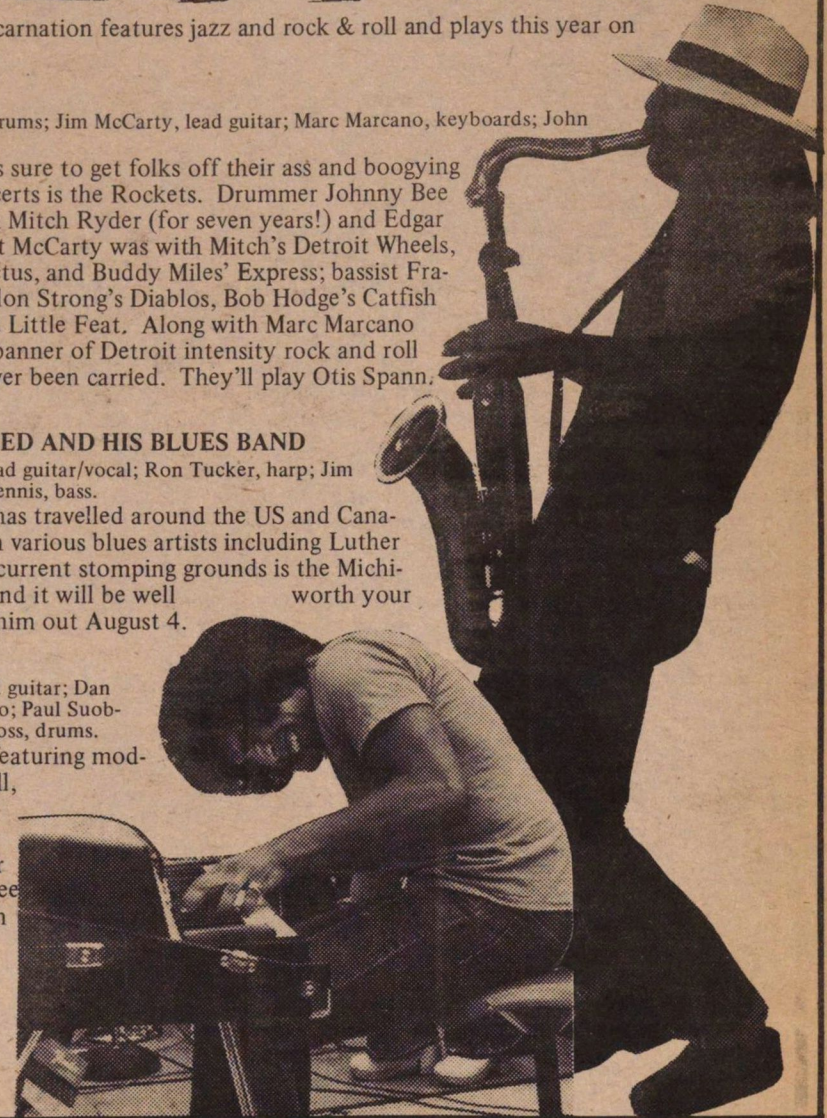 carnation features jazz and rock & roll and plays this year on
rums; Jim McCarty, lead guitar; Marc Marcano, keyboards; John
s sure to get folks off their ass and boogying
erts is the Rockets. Drummer Johnny Bee
Mitch Ryder (for seven years!) and Edgar
t McCarty was with Mitch's Detroit Wheels,
tus, and Buddy Miles' Express; bassist Fra-
lon Strong's Diablos, Bob Hodge's Catfish
Little Feat. Along with Marc Marcano
banner of Detroit intensity rock and roll
er been carried. They'll play Otis Spann.
ED AND HIS BLUES BAND
ad guitar/vocal; Ron Tucker, harp; Jim
ennis, bass.
has travelled around the US and Cana-
n various blues artists including Luther
current stomping grounds is the Michi-
nd it will be well worth your
him out August 4.
guitar; Dan
o; Paul Suob-
oss, drums.
eaturing mod-
ll,
r
ee
n